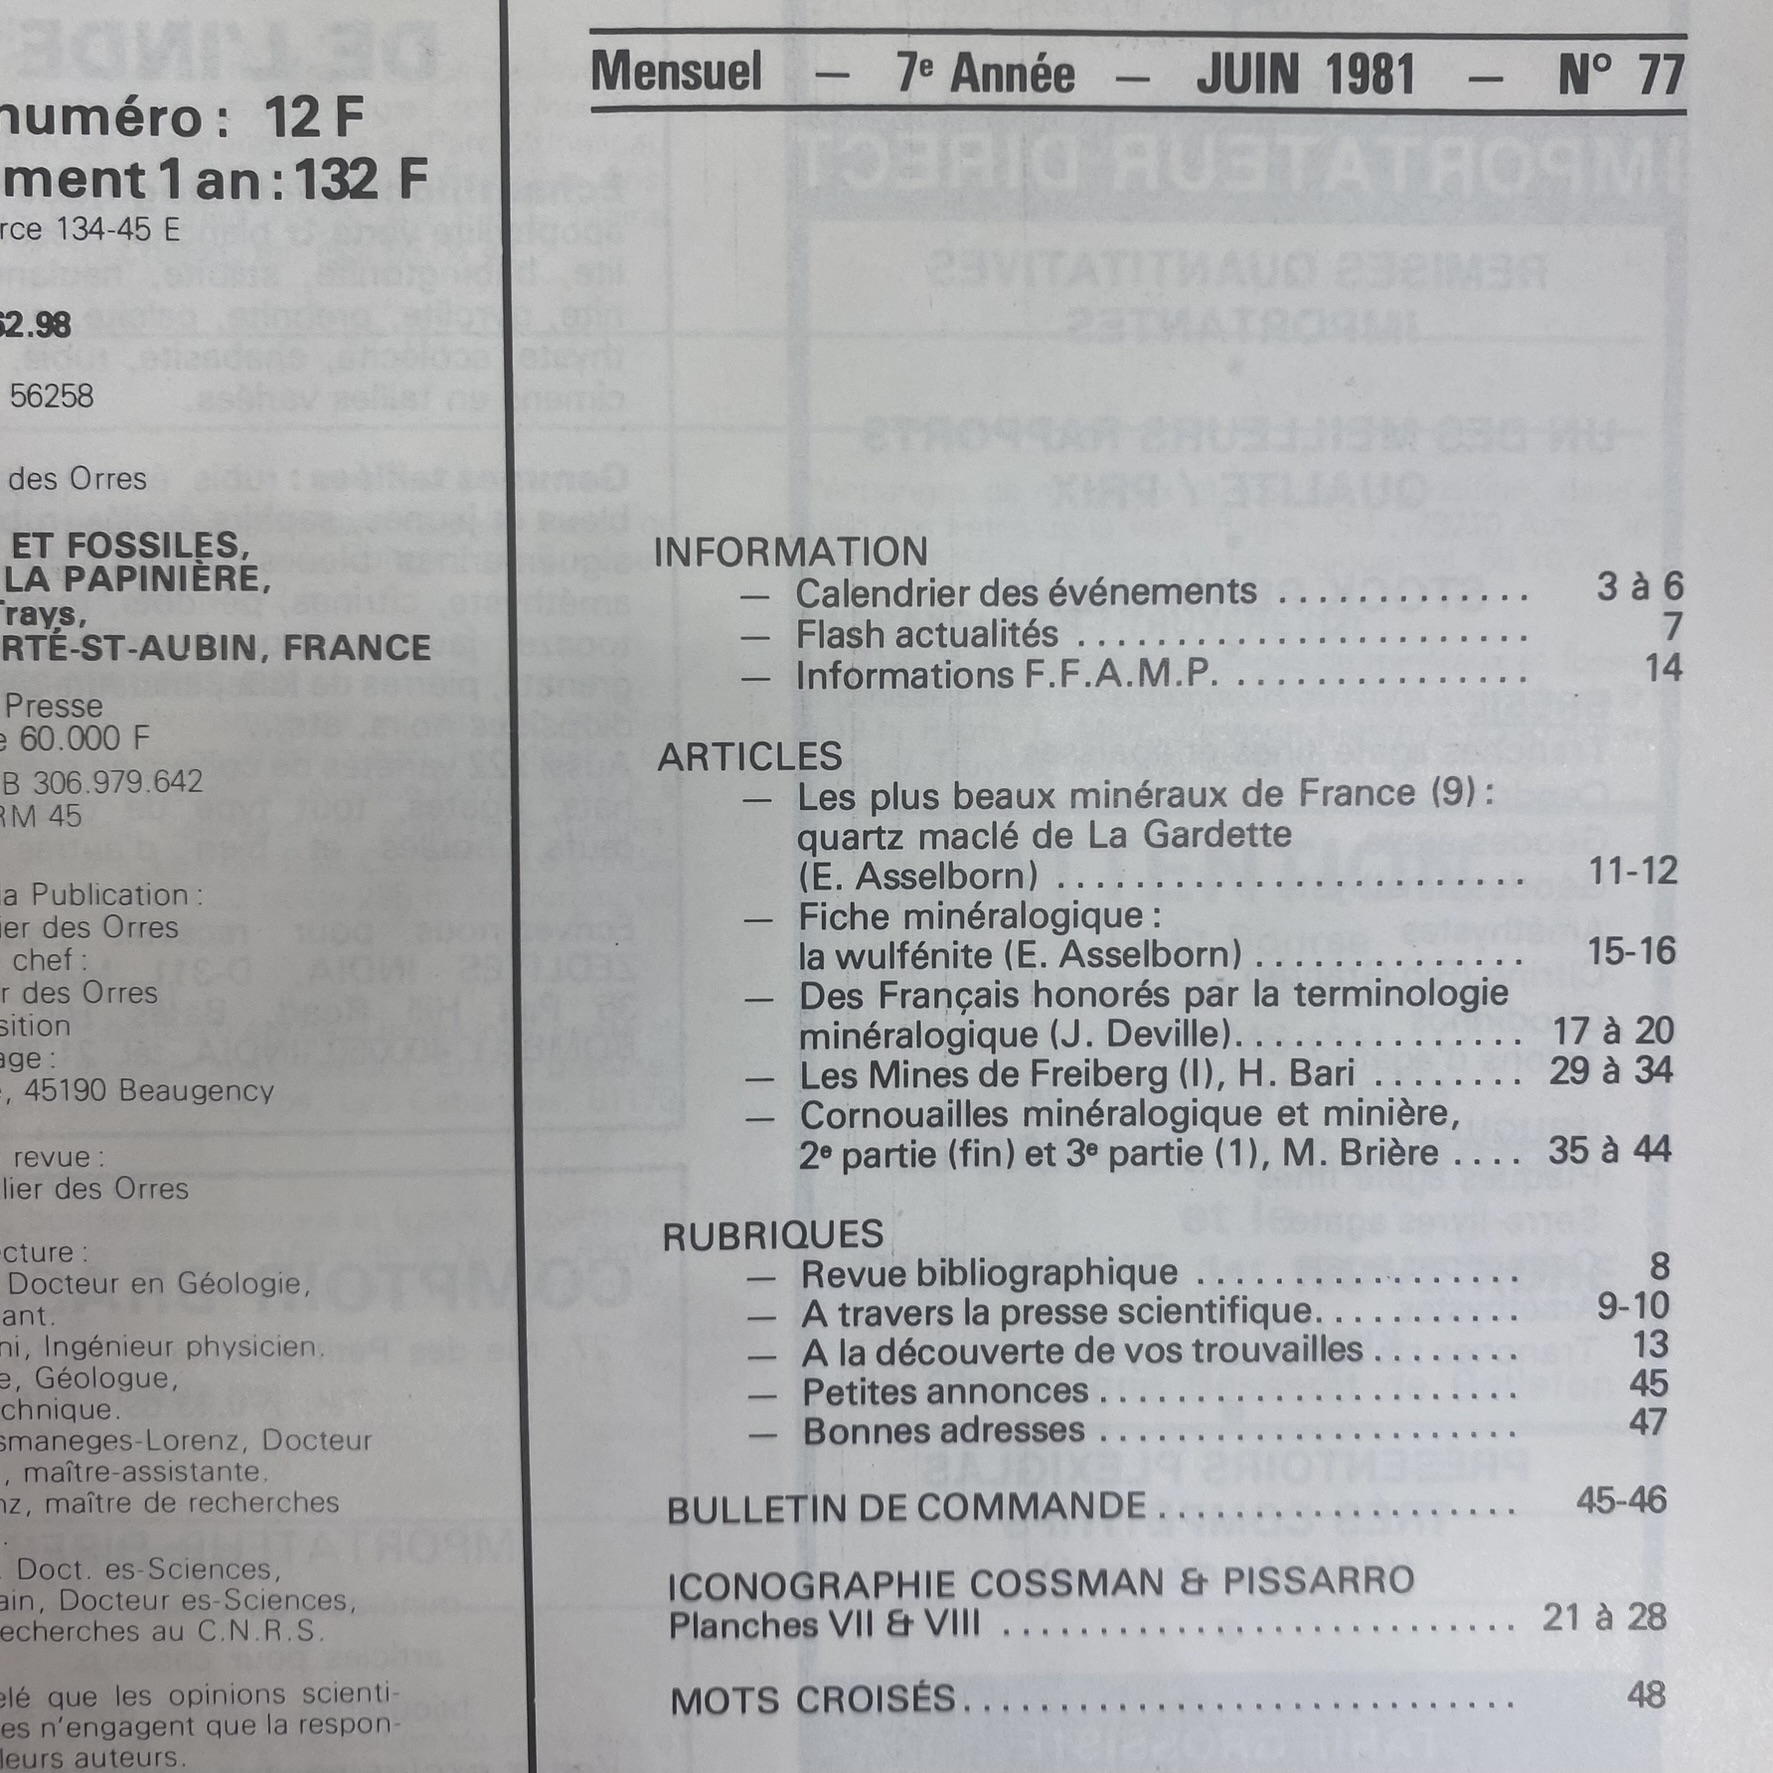 numéro : 12 F
ment 1 an : 132 F
rce 134-45 E
62.98
56258
des Orres
ET FOSSILES,
LA PAPINIÈRE,
Trays,
RTÉ-ST-AUBIN, FRANCE
Presse
e 60.000 F
B 306.979.642
RM 45
a Publication :
ier des Orres
chef :
r des Orres
sition
age :
, 45190 Beaugency
revue :
lier des Orres
cture :
Docteur en Géologie,
ant.
ni, Ingénieur physicien.
e, Géologue,
chnique.
smaneges-Lorenz, Docteur
, maître-assistante.
nz, maître de recherches
.
. Doct. es-Sciences,
ain, Docteur es-Sciences,
echerches au C.N.R.S.
elé que les opinions scienti-
es n'engagent que la respon-
leurs auteurs.
Mensuel — 7e Année — JUIN 1981 — N° 77
INFORMATION
— Calendrier des événements ............. 3 à 6
— Flash actualités ........................ 7
— Informations F.F.A.M.P. ................ 14
ARTICLES
— Les plus beaux minéraux de France (9) :
quartz maclé de La Gardette
(E. Asselborn) ......................... 11-12
— Fiche minéralogique :
la wulfénite (E. Asselborn) .............. 15-16
— Des Français honorés par la terminologie
minéralogique (J. Deville)................ 17 à 20
— Les Mines de Freiberg (I), H. Bari ........ 29 à 34
— Cornouailles minéralogique et minière,
2e partie (fin) et 3e partie (1), M. Brière .... 35 à 44
RUBRIQUES
— Revue bibliographique .................. 8
— A travers la presse scientifique........... 9-10
— A la découverte de vos trouvailles ........ 13
— Petites annonces ........................ 45
— Bonnes adresses ....................... 47
BULLETIN DE COMMANDE ................... 45-46
ICONOGRAPHIE COSSMAN & PISSARRO
Planches VII & VIII ........................... 21 à 28
MOTS CROISÉS.............................. 48